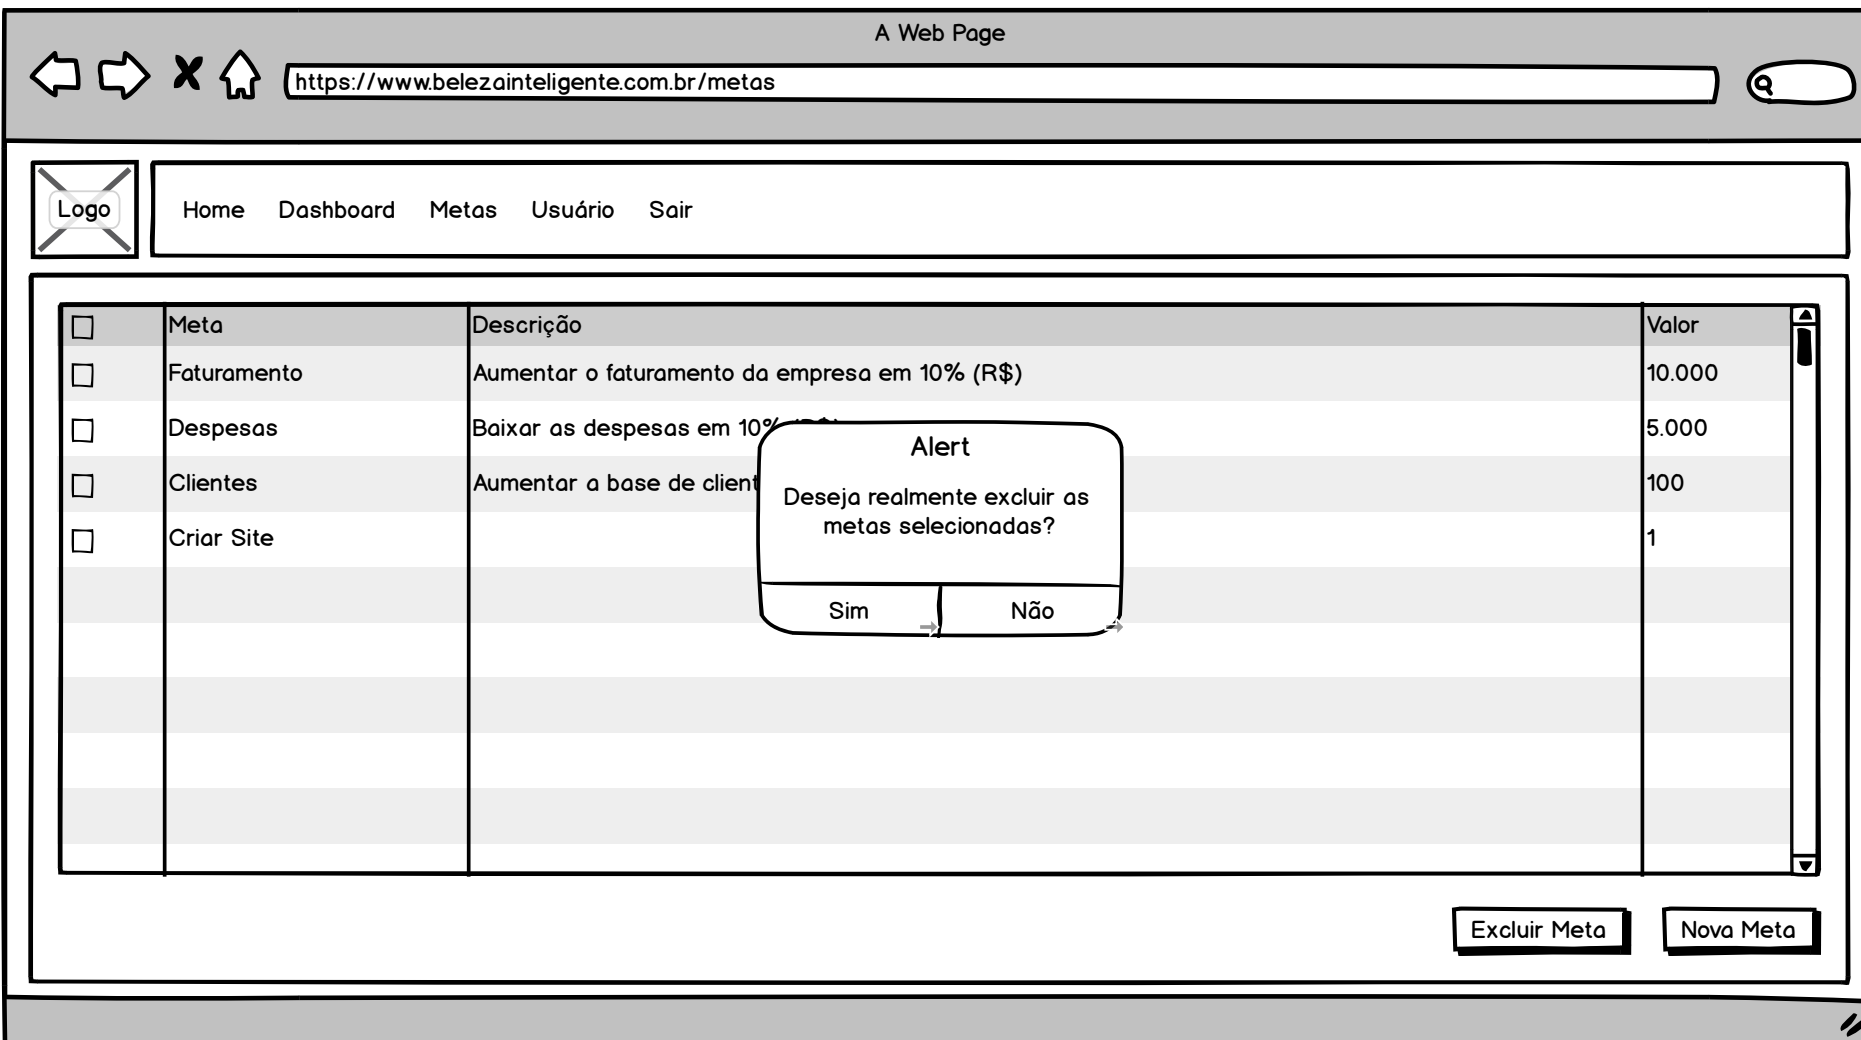 A Web Page
https://www.belezainteligente.com.br/metas
Logo
Home Dashboard Metas Usuário Sair
Meta Descrição Valor
Faturamento Aumentar o faturamento da empresa em 10% (R$) 10.000
Despesas Baixar as despesas em 10% 5.000
Clientes Aumentar a base de 100
Criar Site 1
Alert
Deseja realmente excluir as
metas selecionadas?
Sim Não
Excluir Meta Nova Meta